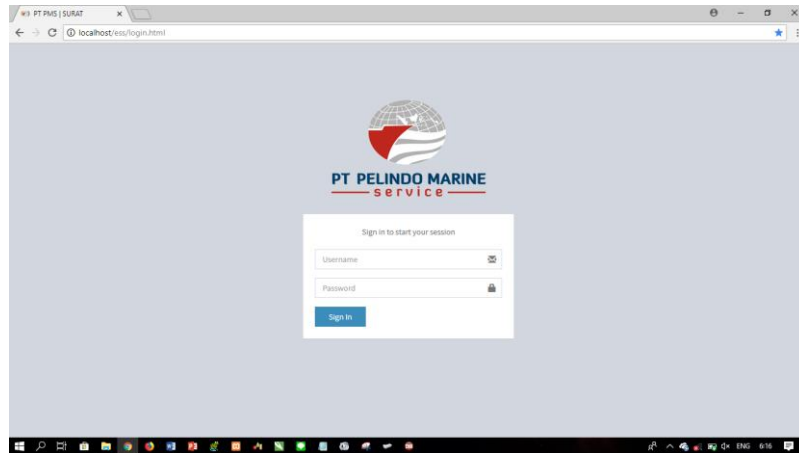 PT PMS | SURAT
localhost/ess/login.html
PT PELINDO MARINE
service
Sign in to start your session
Username
Password
Sign In
ENG 6:16